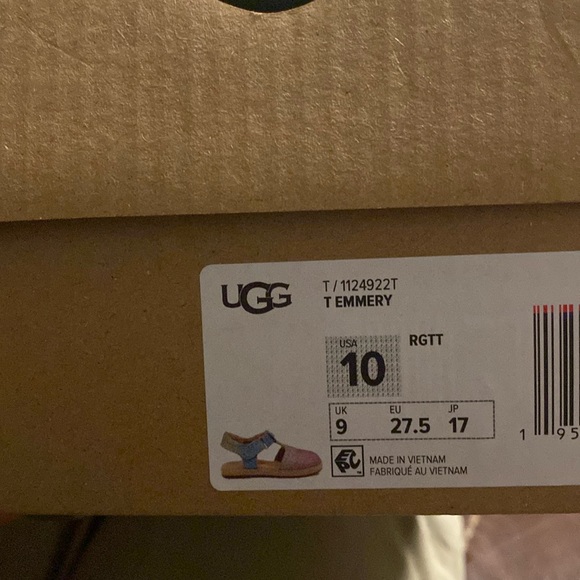 UGG
T / 1124922T
T EMMERY
USA
10
RGTT
UK EU JP
9 27.5 17
MADE IN VIETNAM
FABRIQUÉ AU VIETNAM
1 95